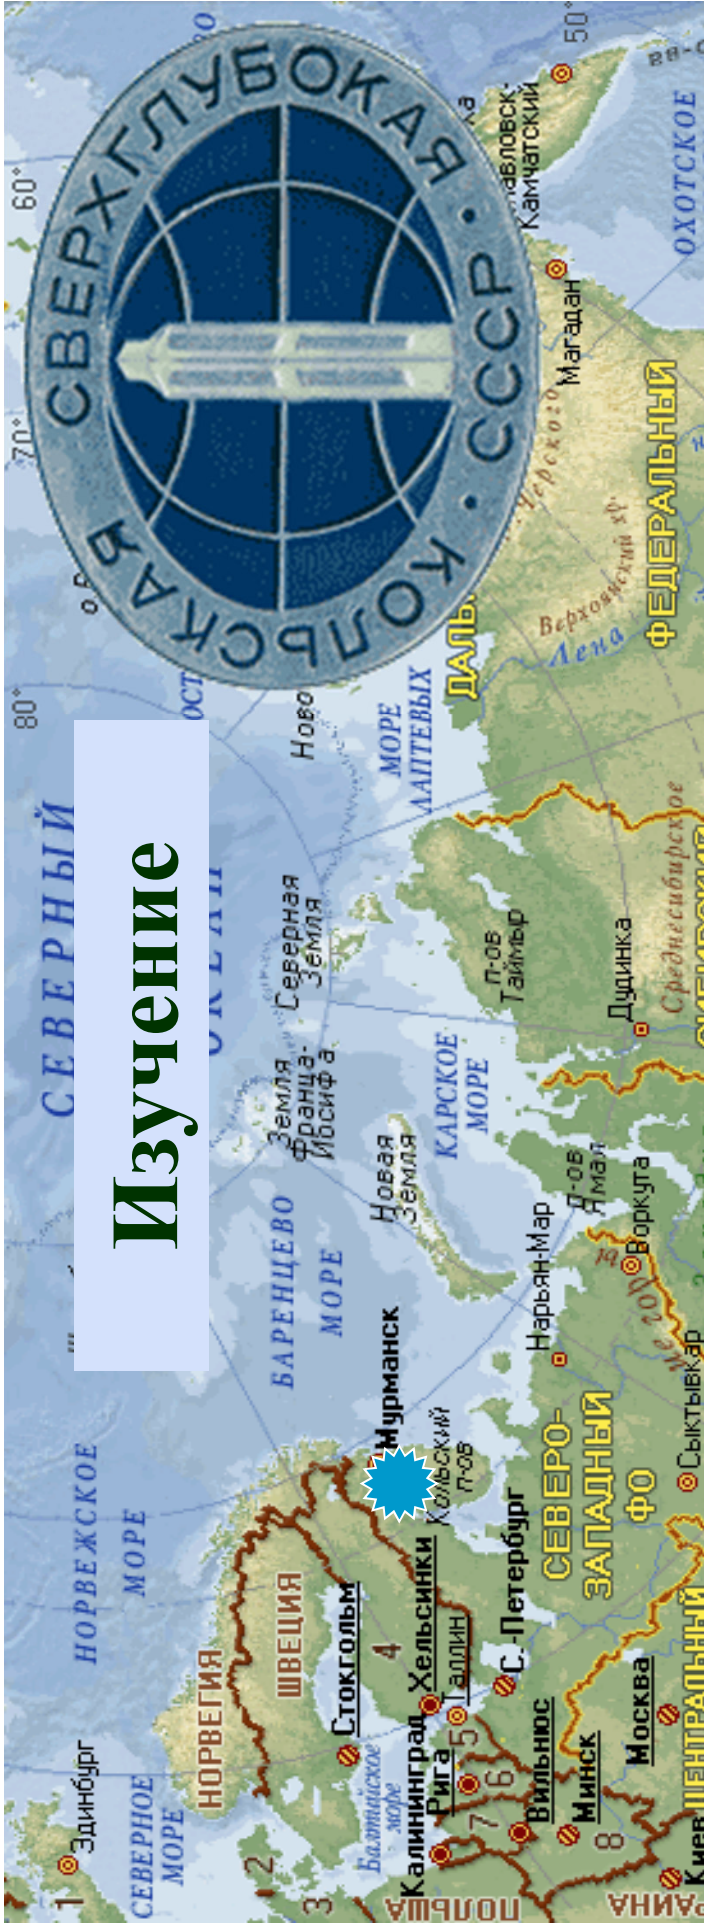 Изучение
КОЛЬСКАЯ СВЕРХГЛУБОКАЯ · СССР ·
СЕВЕРНЫЙ
80°
70°
60°
50°
НОРВЕЖСКОЕ
МОРЕ
БАРЕНЦЕВО
МОРЕ
Земля
Франца-
Иосифа
Северная
Земля
Новая
Земля
КАРСКОЕ
МОРЕ
МОРЕ
ЛАПТЕВЫХ
Ново
п-ов
Таймыр
п-ов
Ямал
Дудинка
Среднесибирское
Лена
Верхоянский хр.
Черского
Магадан
Камчатский
ОХОТСКОЕ
ФЕДЕРАЛЬНЫЙ
Эдинбург
СЕВЕРНОЕ
МОРЕ
НОРВЕГИЯ
ШВЕЦИЯ
Стокгольм
Балтийское
море
Мурманск
Кольский
п-ов
Нарьян-Мар
Воркута
Сыктывкар
СЕВЕРО-
ЗАПАДНЫЙ
ФО
Хельсинки
Таллин
С.-Петербург
Калининград
Рига
Вильнюс
Минск
Москва
Киев
ЦЕНТРАЛЬНЫЙ
ПОЛЬША
1
2
3
4
5
6
7
8